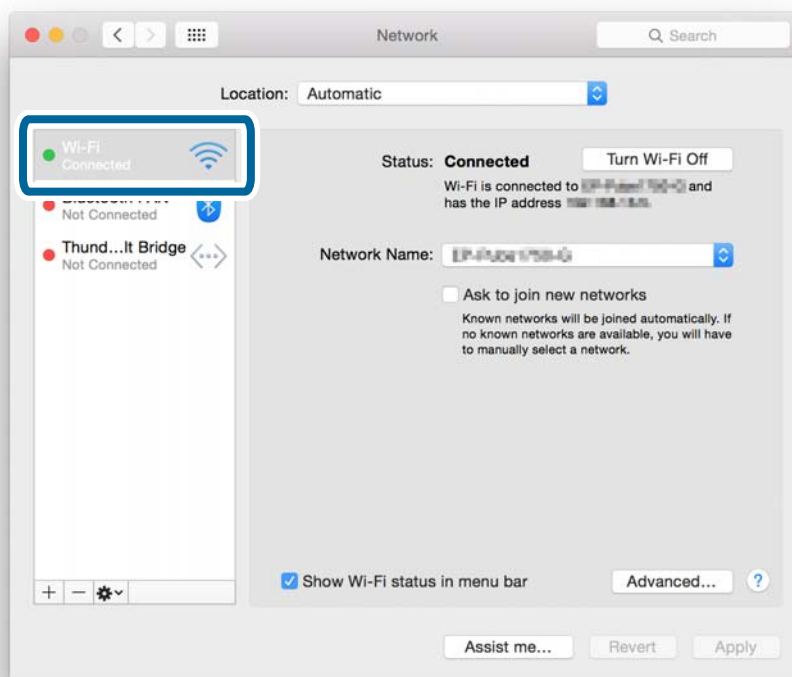 Network
Search
Location: Automatic
Wi-Fi
Connected
Not Connected
Thund...lt Bridge
Not Connected
Status: Connected
Turn Wi-Fi Off
Wi-Fi is connected to and
has the IP address
Network Name:
Ask to join new networks
Known networks will be joined automatically. If
no known networks are available, you will have
to manually select a network.
Show Wi-Fi status in menu bar
Advanced...
?
Assist me...
Revert
Apply